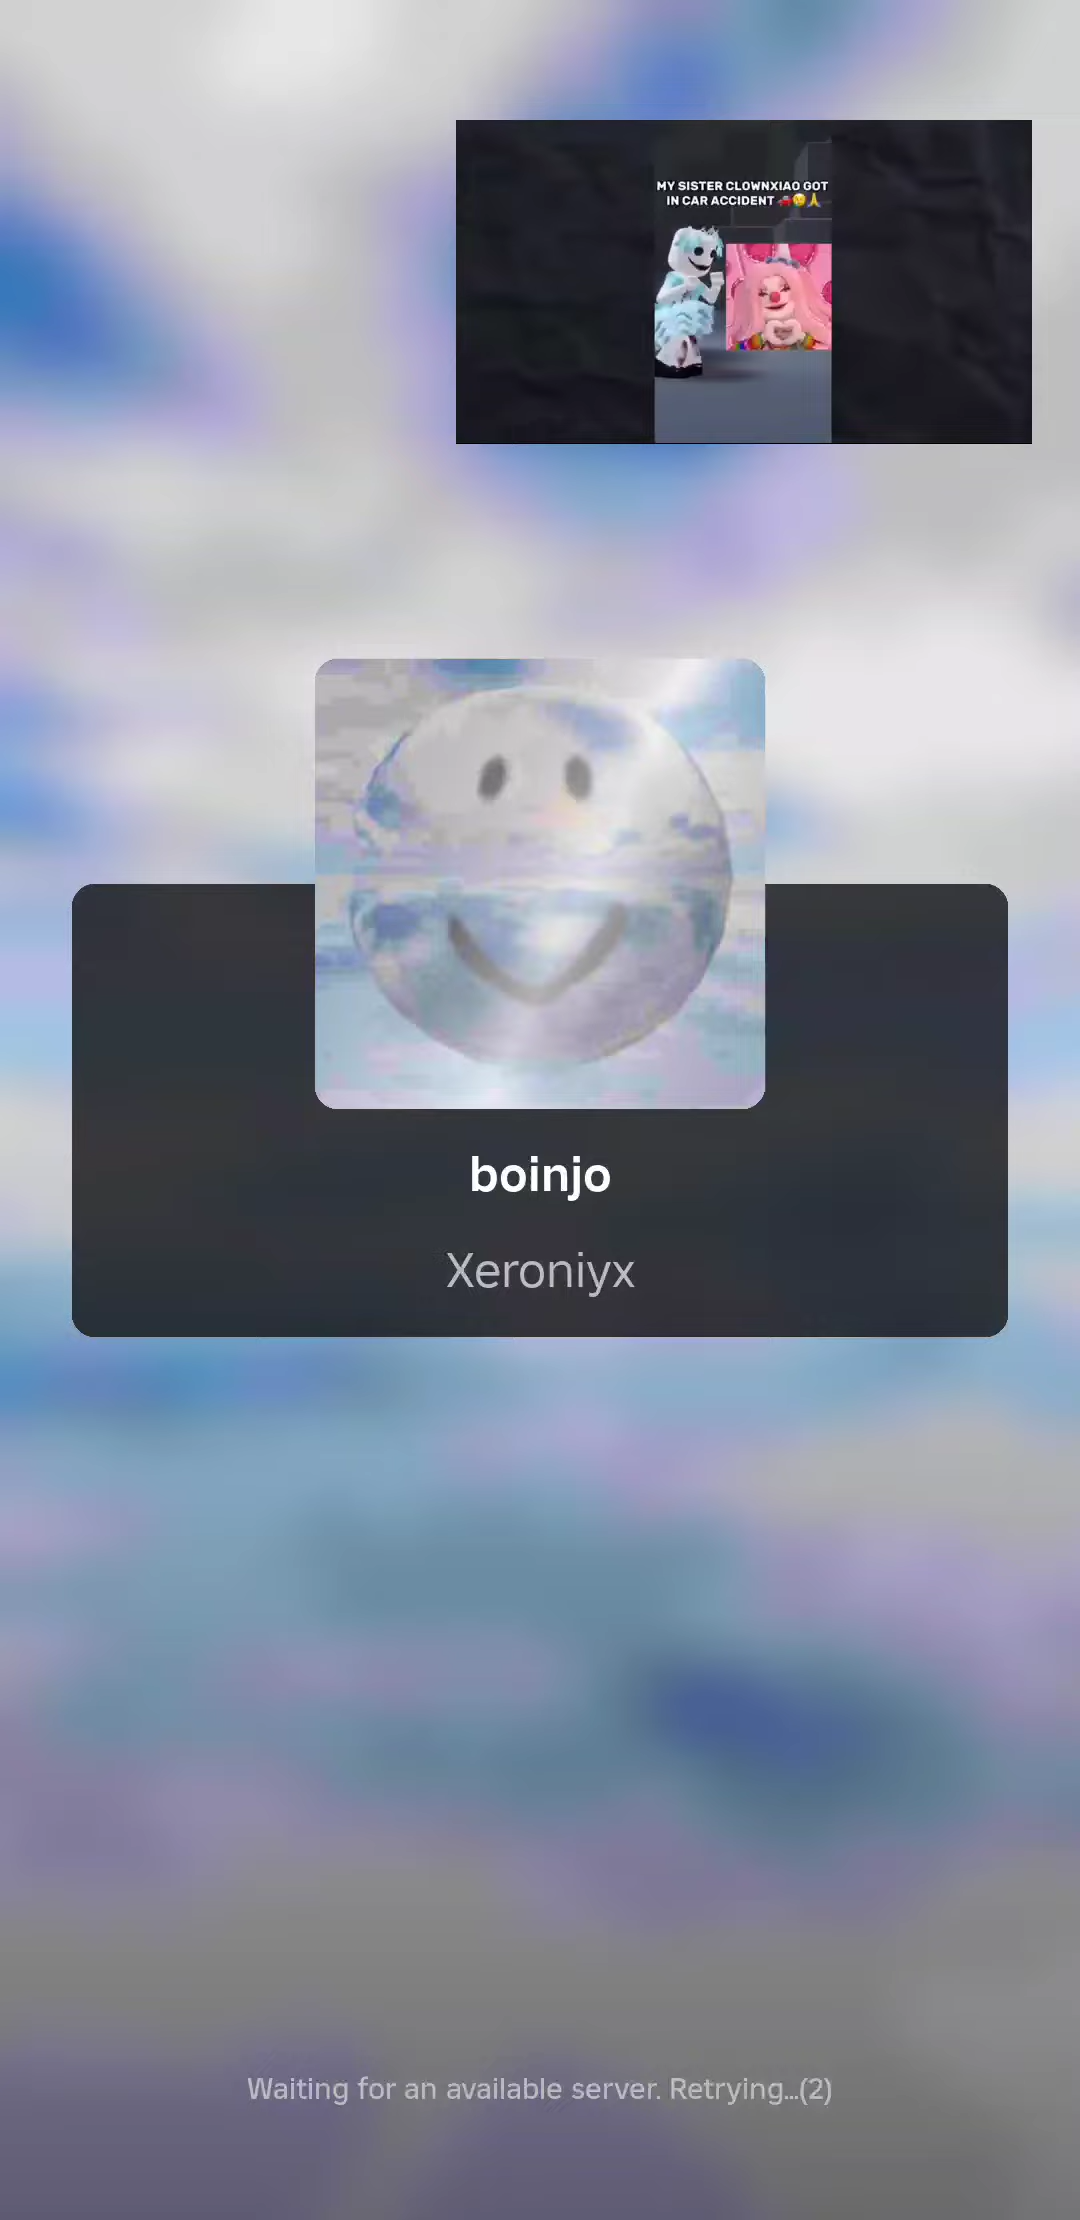 MY SISTER CLOWNXIAO GOT
IN CAR ACCIDENT 🚗😢🙏
boinjo
Xeroniyx
Waiting for an available server. Retrying...(2)